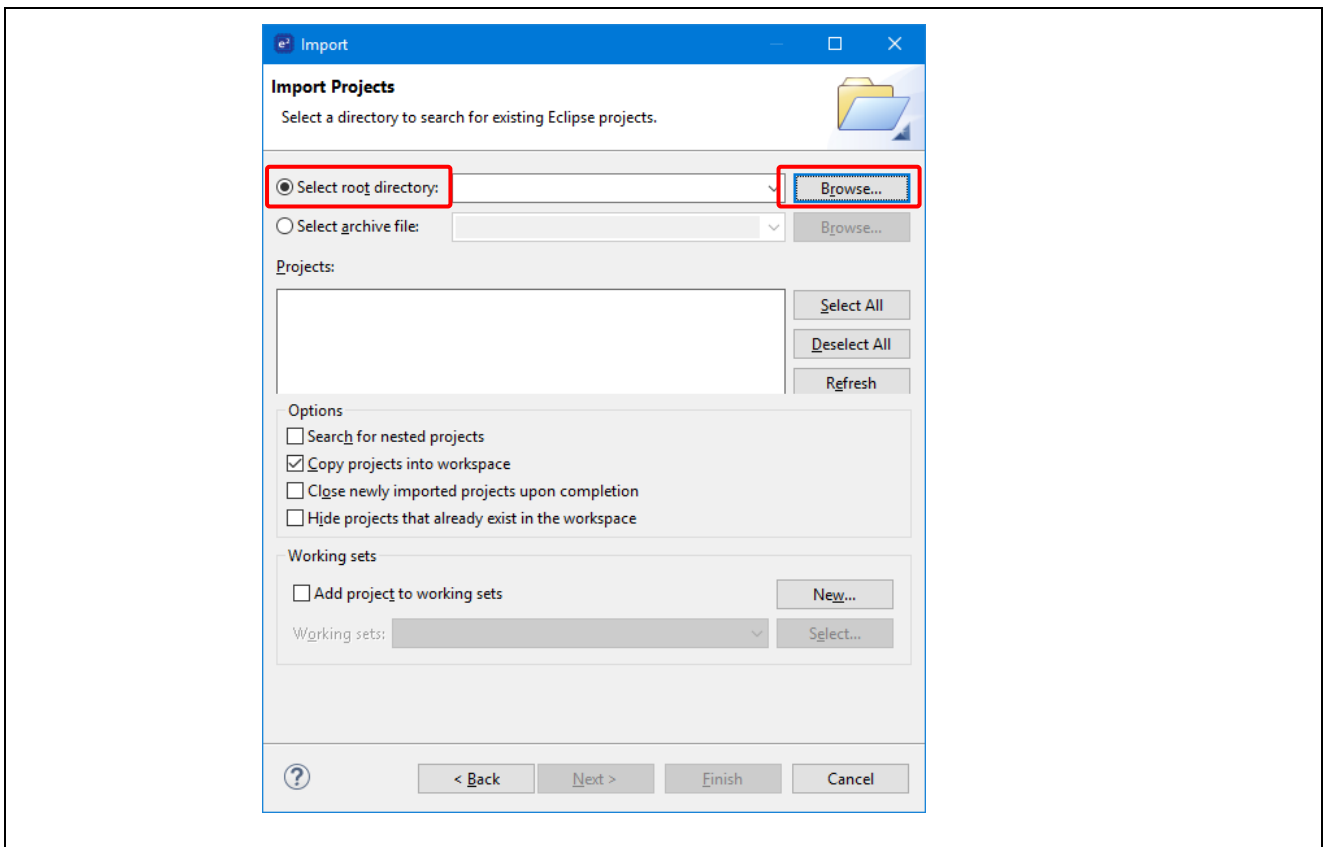 e² Import
Import Projects
Select a directory to search for existing Eclipse projects.
Select root directory: Browse...
Select archive file: Browse...
Projects:
Select All
Deselect All
Refresh
Options
Search for nested projects
Copy projects into workspace
Close newly imported projects upon completion
Hide projects that already exist in the workspace
Working sets
Add project to working sets New...
Working sets: Select...
? < Back Next > Finish Cancel